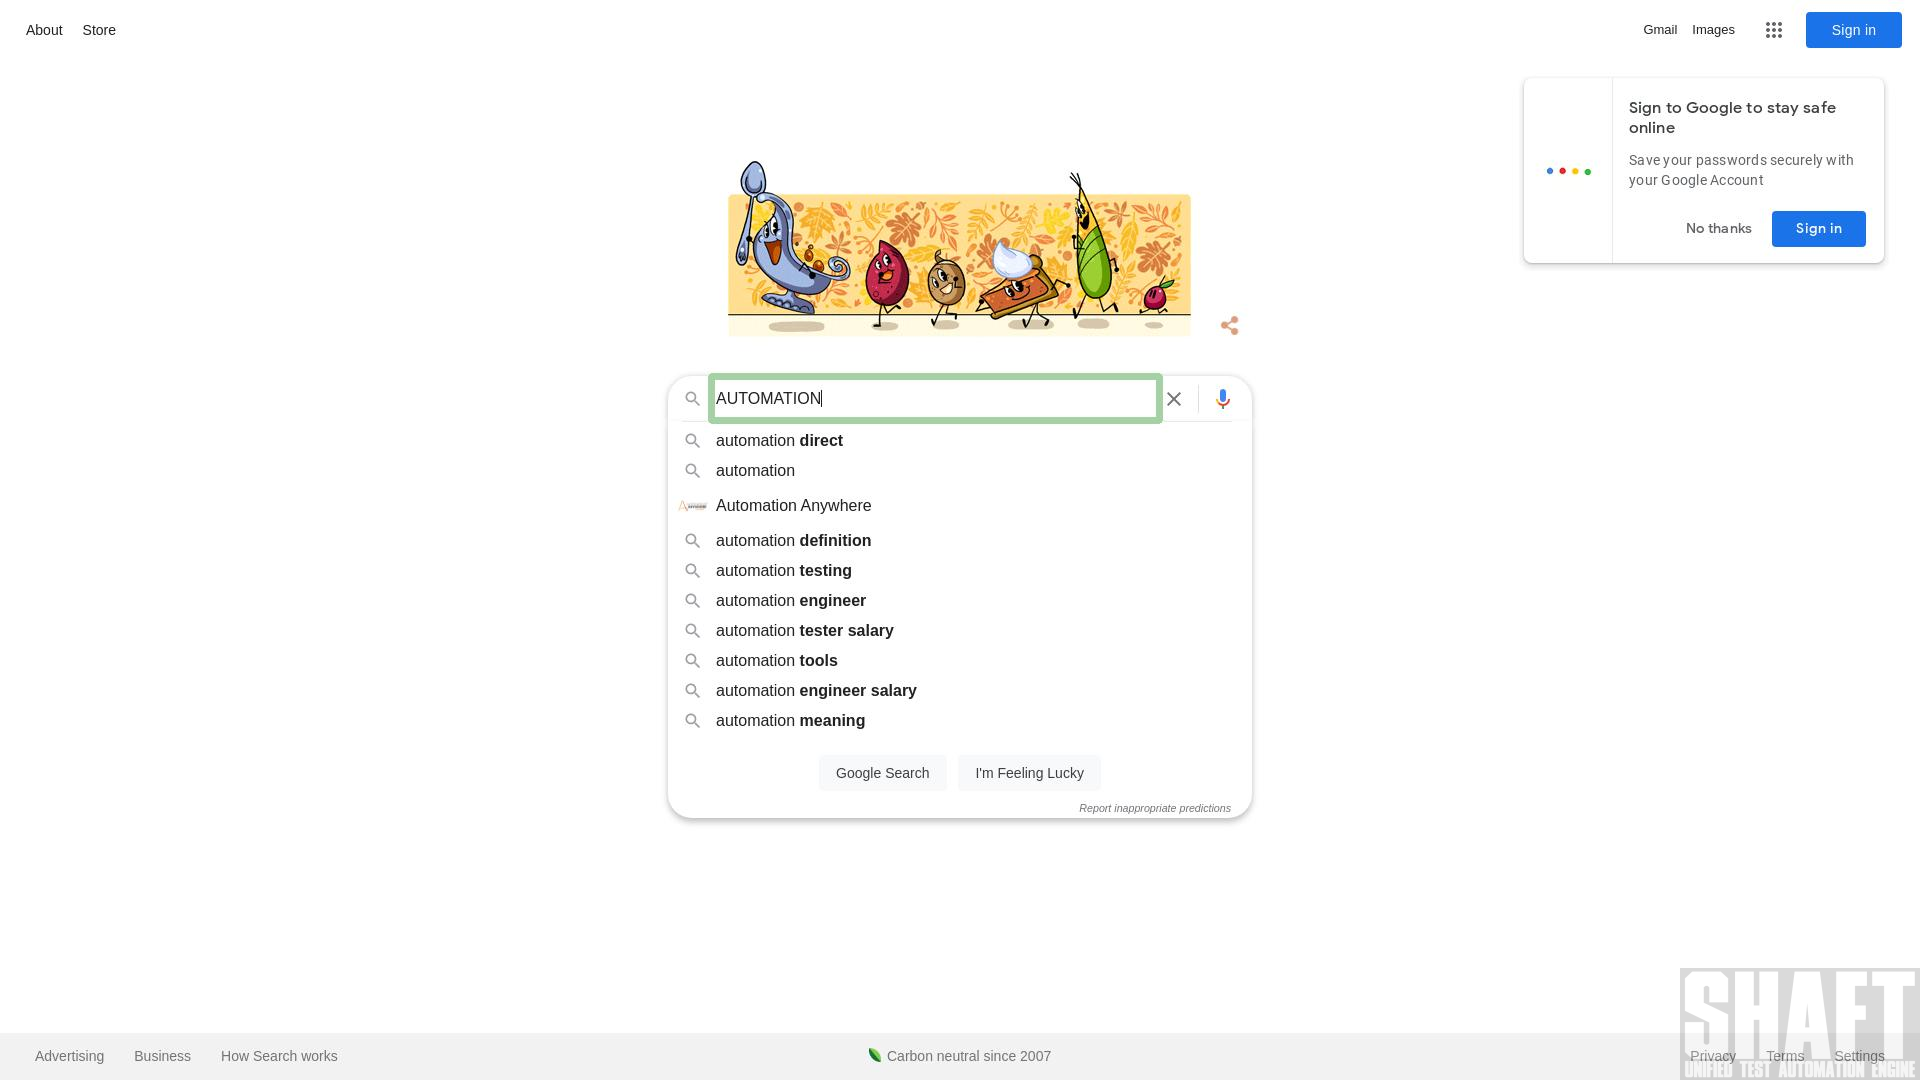 About Store
Gmail Images Sign in
Sign to Google to stay safe
online
Save your passwords securely with
your Google Account
No thanks Sign in
AUTOMATION
automation direct
automation
Automation Anywhere
automation definition
automation testing
automation engineer
automation tester salary
automation tools
automation engineer salary
automation meaning
Google Search I'm Feeling Lucky
Report inappropriate predictions
SHAFT
UNIFIED TEST AUTOMATION ENGINE
Advertising Business How Search works
Carbon neutral since 2007
Privacy Terms Settings